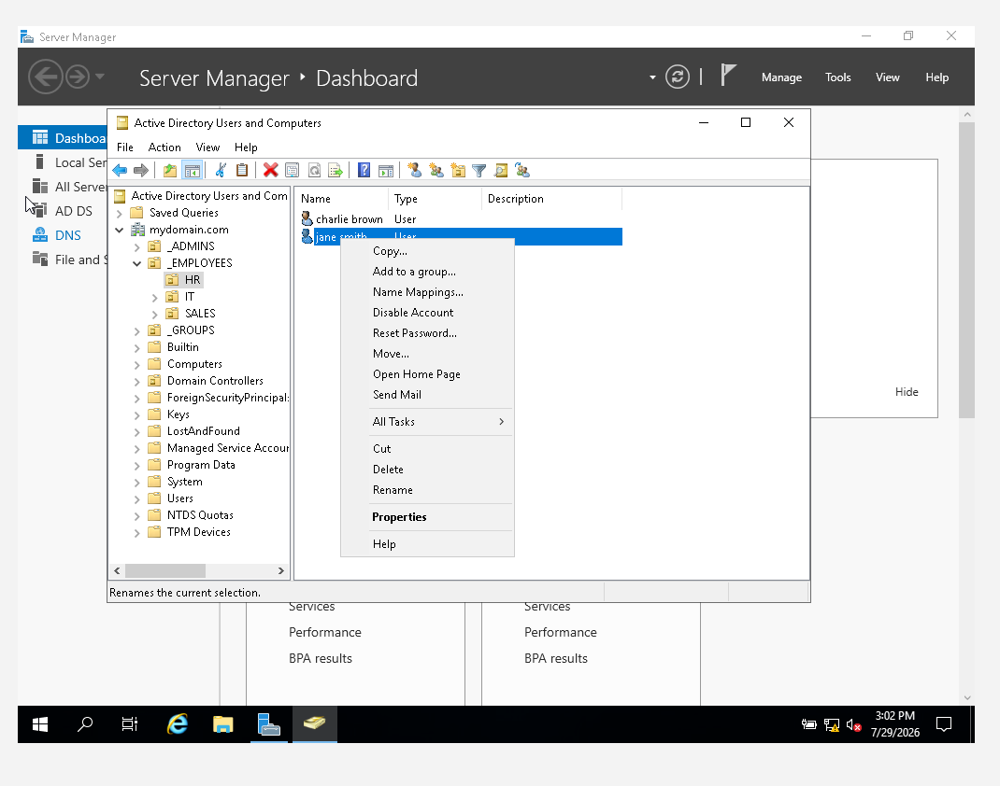 Server Manager
Server Manager ‣ Dashboard
Manage Tools View Help
Dashboa
Local Ser
All Server
AD DS
DNS
File and S
Active Directory Users and Computers
File Action View Help
Active Directory Users and Com
Saved Queries
mydomain.com
_ADMINS
_EMPLOYEES
HR
IT
SALES
_GROUPS
Builtin
Computers
Domain Controllers
ForeignSecurityPrincipal:
Keys
LostAndFound
Managed Service Accour
Program Data
System
Users
NTDS Quotas
TPM Devices
Name Type Description
charlie brown User
jane smith User
Copy...
Add to a group...
Name Mappings...
Disable Account
Reset Password...
Move...
Open Home Page
Send Mail
All Tasks
Cut
Delete
Rename
Properties
Help
Renames the current selection.
Hide
Services
Performance
BPA results
Services
Performance
BPA results
3:02 PM
7/29/2026